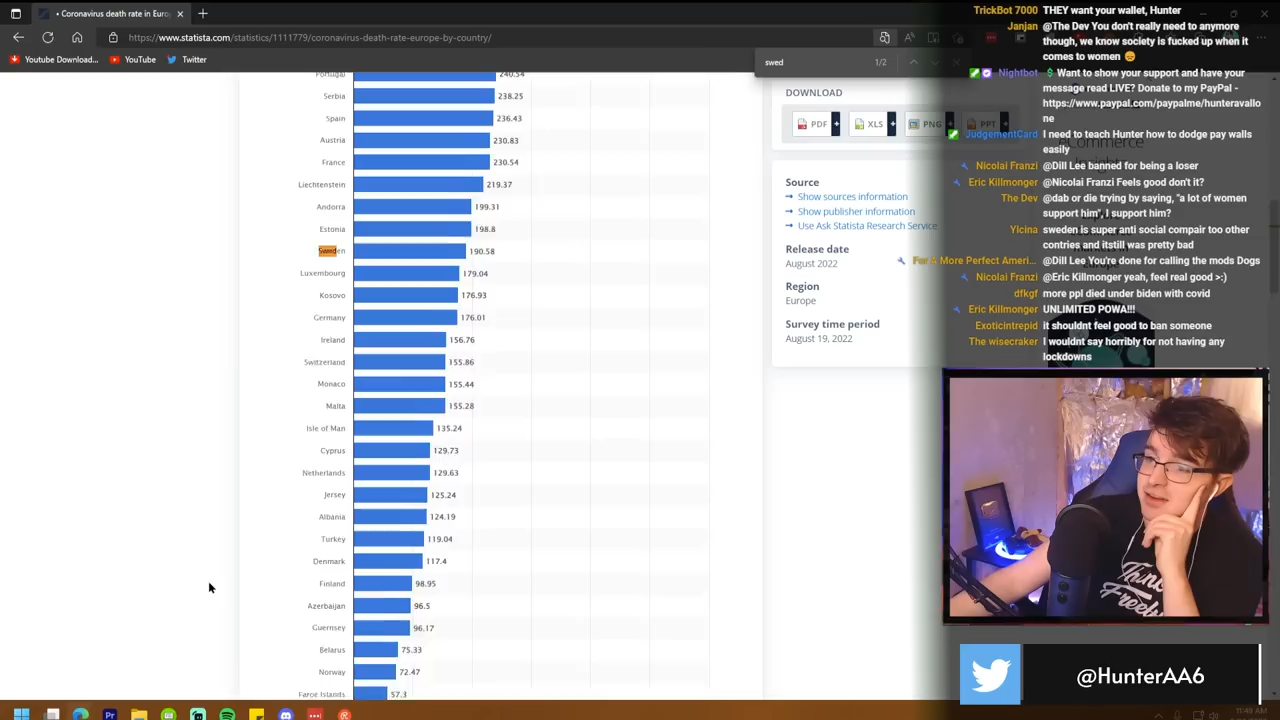 • Coronavirus death rate in Euro
https://www.statista.com/statistics/1111779/coronavirus-death-rate-europe-by-country/
Youtube Download...
YouTube
Twitter
swed
1/2
Portugal 240.54
Serbia 238.25
Spain 236.43
Austria 230.83
France 230.54
Liechtenstein 219.37
Andorra 199.31
Estonia 198.8
Sweden 190.58
Luxembourg 179.04
Kosovo 176.93
Germany 176.01
Ireland 156.76
Switzerland 155.86
Monaco 155.44
Malta 155.28
Isle of Man 135.24
Cyprus 129.73
Netherlands 129.63
Jersey 125.24
Albania 124.19
Turkey 119.04
Denmark 117.4
Finland 98.95
Azerbaijan 96.5
Guernsey 96.17
Belarus 75.33
Norway 72.47
Faroe Islands 57.3
DOWNLOAD
PDF + XLS + PNG + PPT +
Source
→ Show sources information
→ Show publisher information
→ Use Ask Statista Research Service
Release date
August 2022
Region
Europe
Survey time period
August 19, 2022
TrickBot 7000 THEY want your wallet, Hunter
Janjan @The Dev You don't really need to anymore
though, we know society is fucked up when it
comes to women
Nightbot Want to show your support and have your
message read LIVE? Donate to my PayPal -
https://www.paypal.com/paypalme/hunteravallo
ne
JudgementCard I need to teach Hunter how to dodge pay walls
easily
Nicolai Franzi @Dill Lee banned for being a loser
Eric Killmonger @Nicolai Franzi Feels good don't it?
The Dev @dab or die trying by saying, "a lot of women
support him", I support him?
Yicina sweden is super anti social compair too other
contries and itstill was pretty bad
For A More Perfect Ameri... @Dill Lee You're done for calling the mods Dogs
Nicolai Franzi @Eric Killmonger yeah, feel real good >:)
dfkgf more ppl died under biden with covid
Eric Killmonger UNLIMITED POWA!!!
Exoticintrepid it shouldnt feel good to ban someone
The wisecraker I wouldnt say horribly for not having any
lockdowns
eCommerce
@HunterAA6
11:49 AM